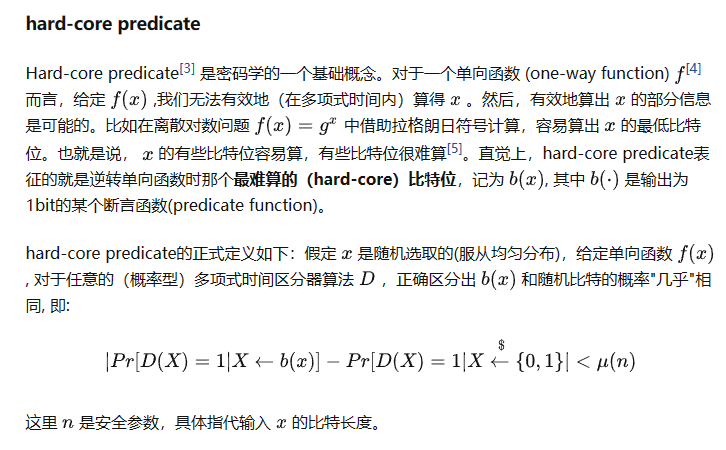 hard-core predicate
Hard-core predicate[3] 是密码学的一个基础概念。对于一个单向函数 (one-way function) f[4]
而言，给定 f(x) ,我们无法有效地（在多项式时间内）算得 x 。然后，有效地算出 x 的部分信息
是可能的。比如在离散对数问题 f(x) = g^x 中借助拉格朗日符号计算，容易算出 x 的最低比特
位。也就是说， x 的有些比特位容易算，有些比特位很难算[5]。直觉上，hard-core predicate表
征的就是逆转单向函数时那个最难算的（hard-core）比特位，记为 b(x), 其中 b(·) 是输出为
1bit的某个断言函数(predicate function)。
hard-core predicate的正式定义如下：假定 x 是随机选取的(服从均匀分布)，给定单向函数 f(x)
, 对于任意的（概率型）多项式时间区分器算法 D ，正确区分出 b(x) 和随机比特的概率"几乎"相
同, 即:
|Pr[D(X) = 1|X ← b(x)] − Pr[D(X) = 1|X ←$ {0, 1}| < μ(n)
这里 n 是安全参数，具体指代输入 x 的比特长度。